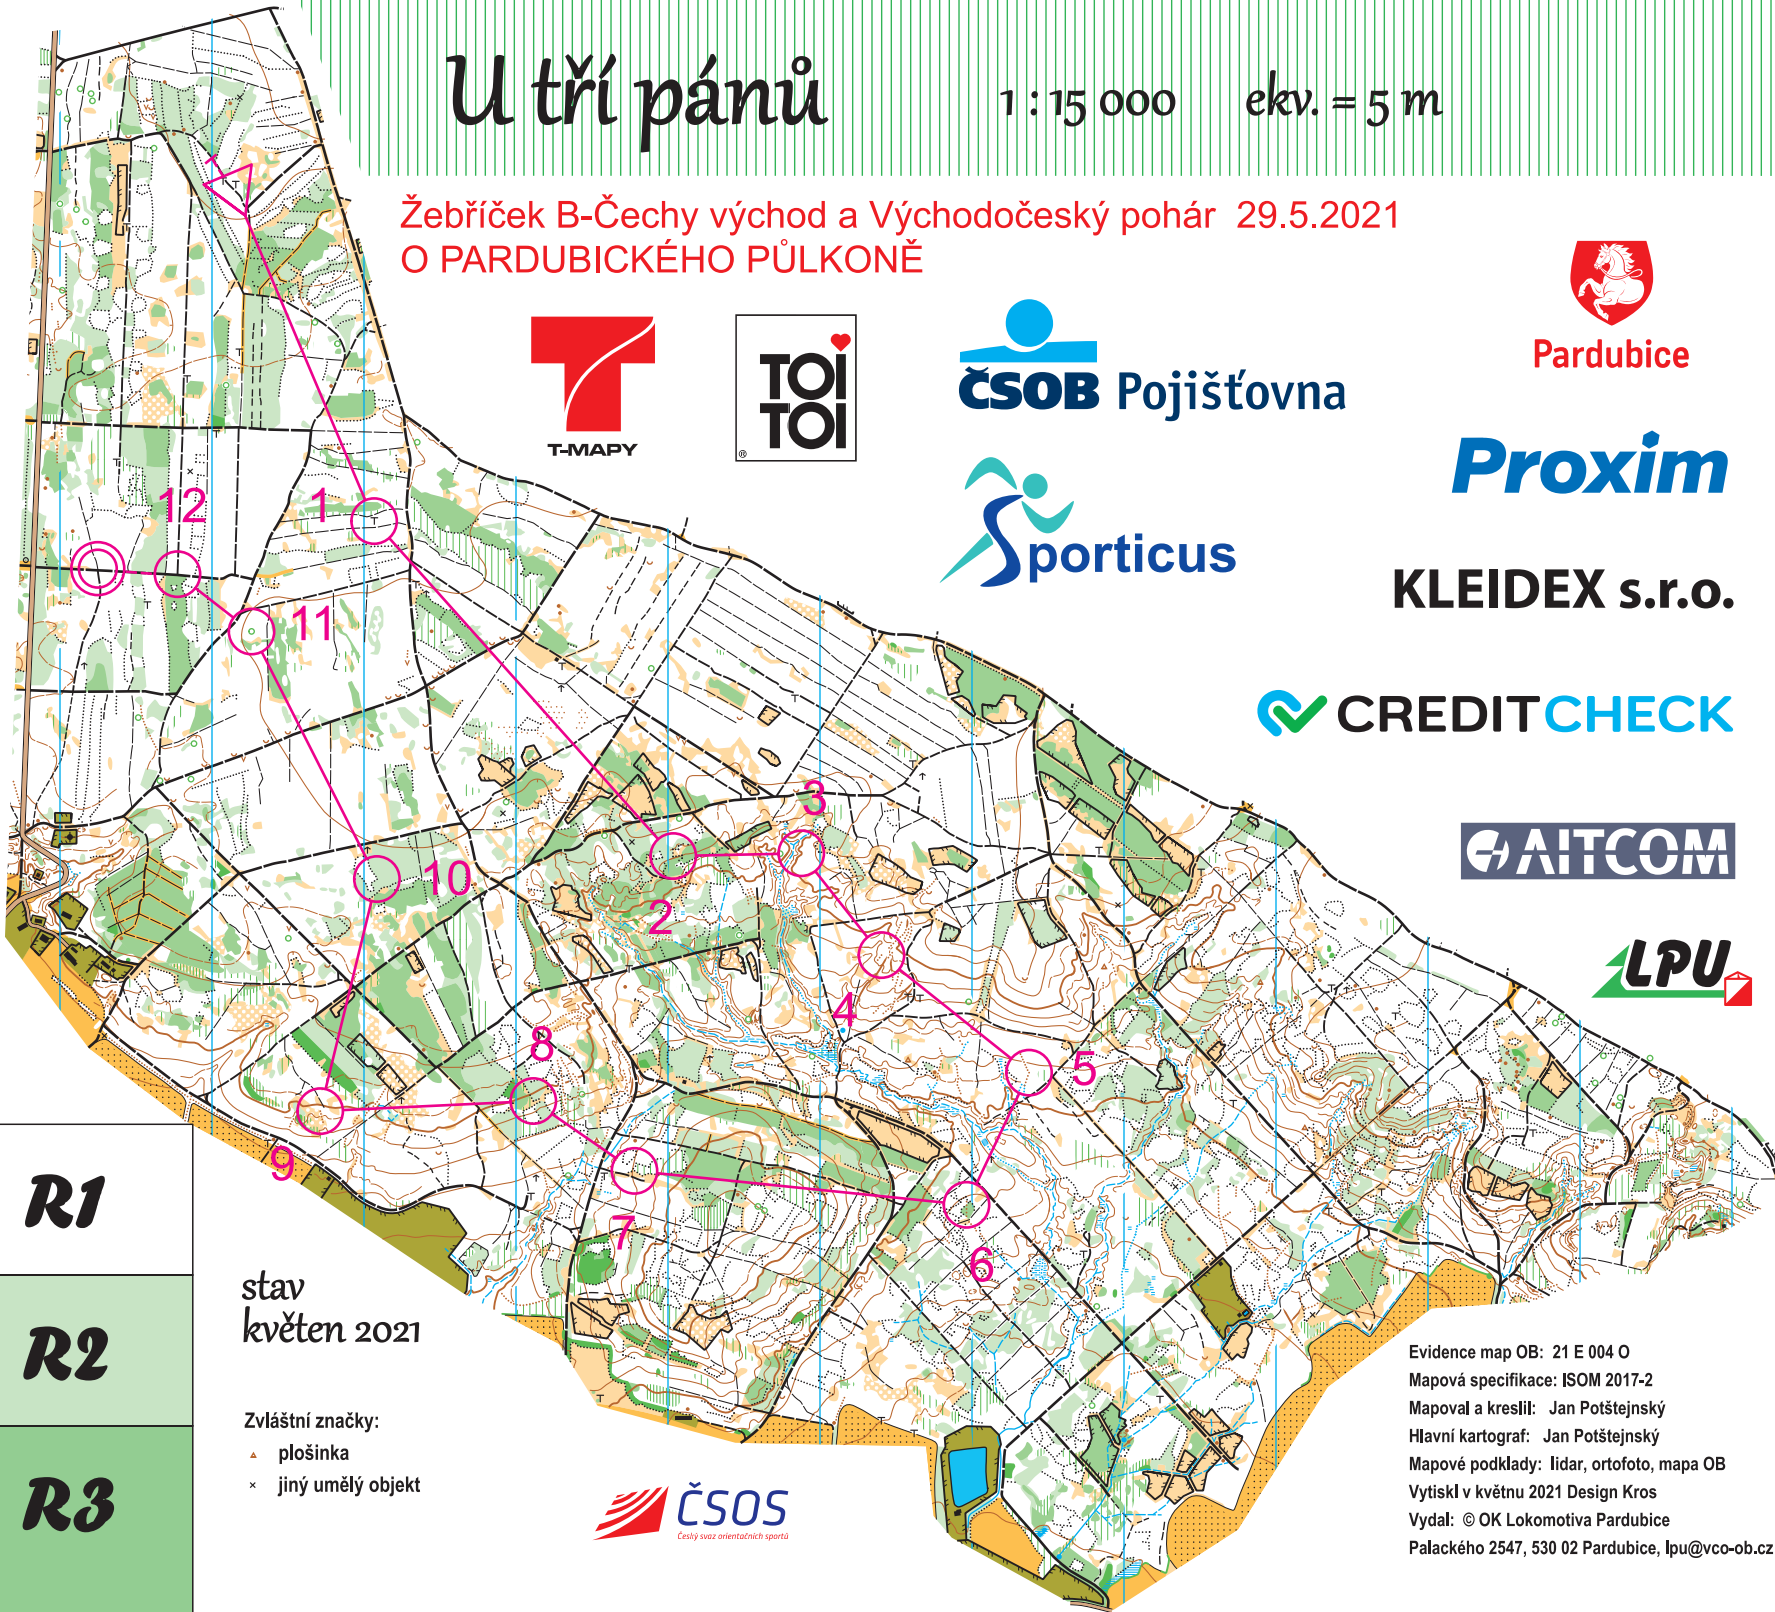 U tří pánů
1 : 15 000 ekv. = 5 m
Žebříček B-Čechy východ a Východočeský pohár 29.5.2021
O PARDUBICKÉHO PŮLKONĚ
T-MAPY
TOI
TOI
®
ČSOB Pojišťovna
Pardubice
Sporticus
Proxim
KLEIDEX s.r.o.
CREDITCHECK
AITCOM
LPU
12
1
11
3
10
2
4
8
5
9
7
6
R1
R2
R3
stav
květen 2021
Zvláštní značky:
plošinka
× jiný umělý objekt
ČSOS
Český svaz orientačních sportů
Evidence map OB: 21 E 004 O
Mapová specifikace: ISOM 2017-2
Mapoval a kreslil: Jan Potštejnský
Hlavní kartograf: Jan Potštejnský
Mapové podklady: lidar, ortofoto, mapa OB
Vytiskl v květnu 2021 Design Kros
Vydal: © OK Lokomotiva Pardubice
Palackého 2547, 530 02 Pardubice, lpu@vco-ob.cz